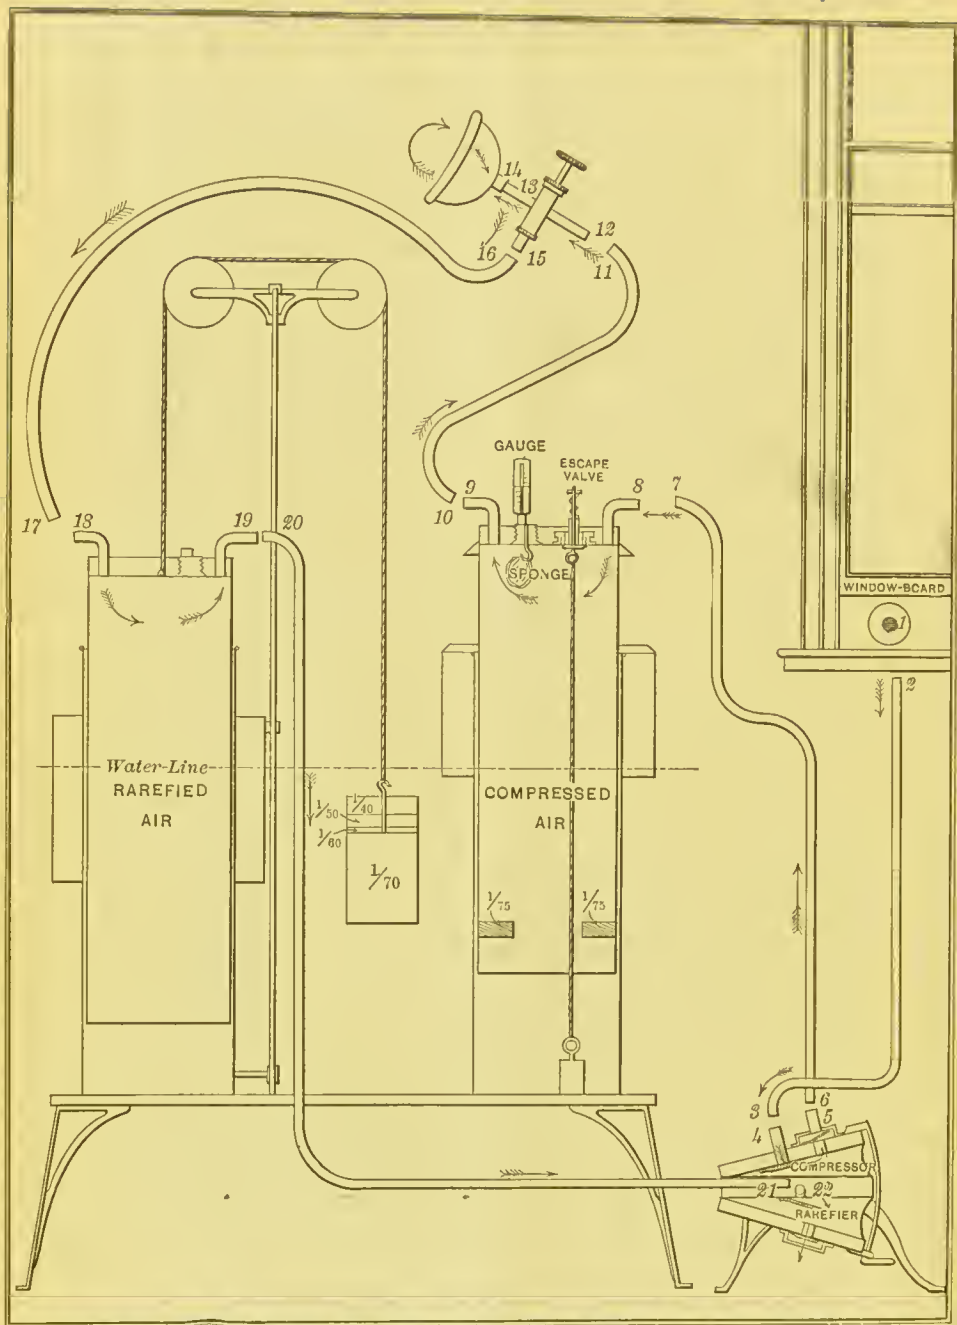 14
13
12
16
15
11
GAUGE
ESCAPE
VALVE
9
8
7
10
17
18
19
20
SPONGE
WINDOW-BOARD
1
2
Water-Line
RAREFIED
AIR
COMPRESSED
AIR
1/40
1/50
1/60
1/70
1/75
1/75
3
6
5
4
COMPRESSOR
21
22
RAREFIER